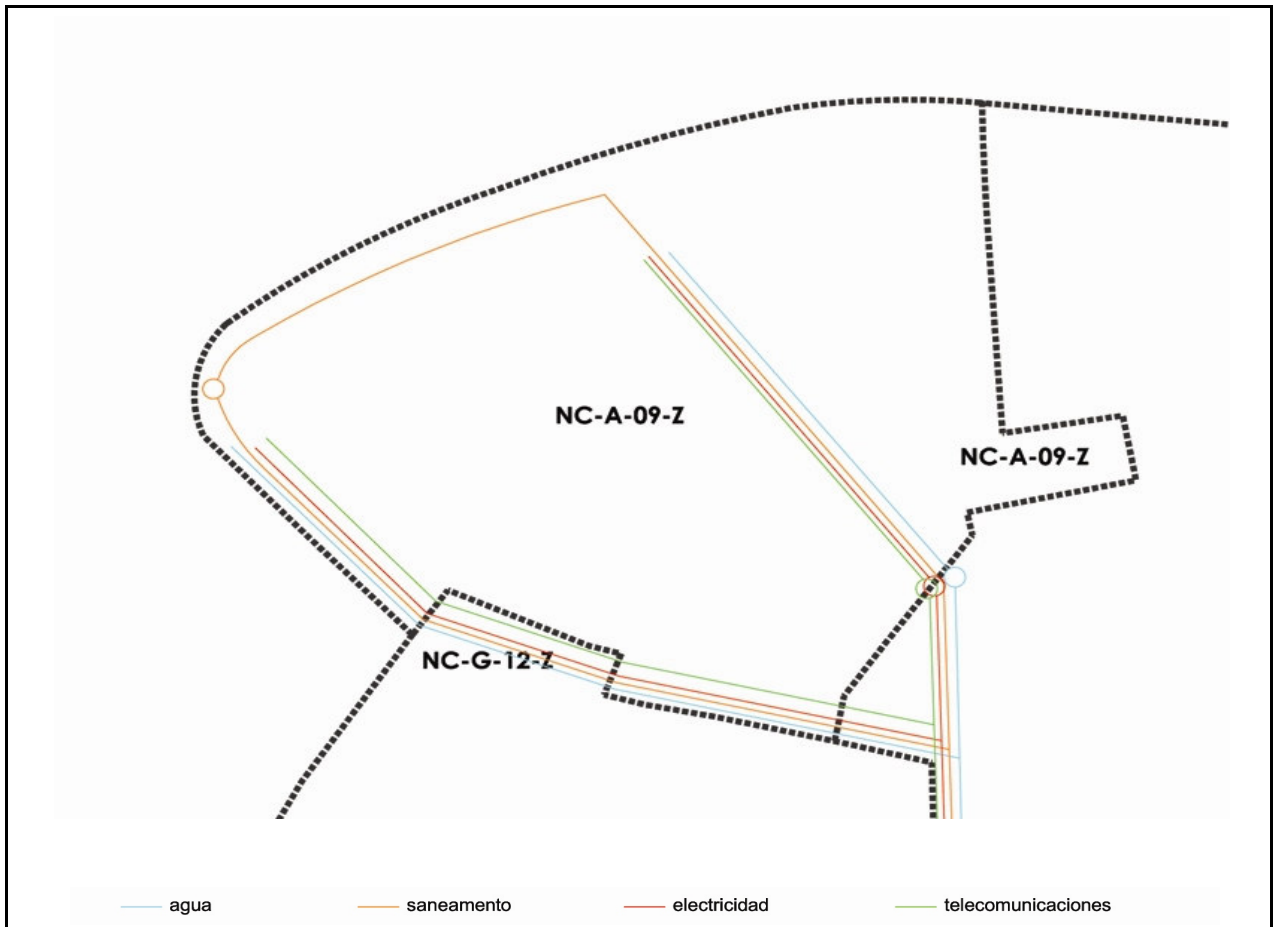 NC-A-09-Z
NC-A-09-Z
NC-G-12-Z
agua
saneamento
electricidad
telecomunicaciones